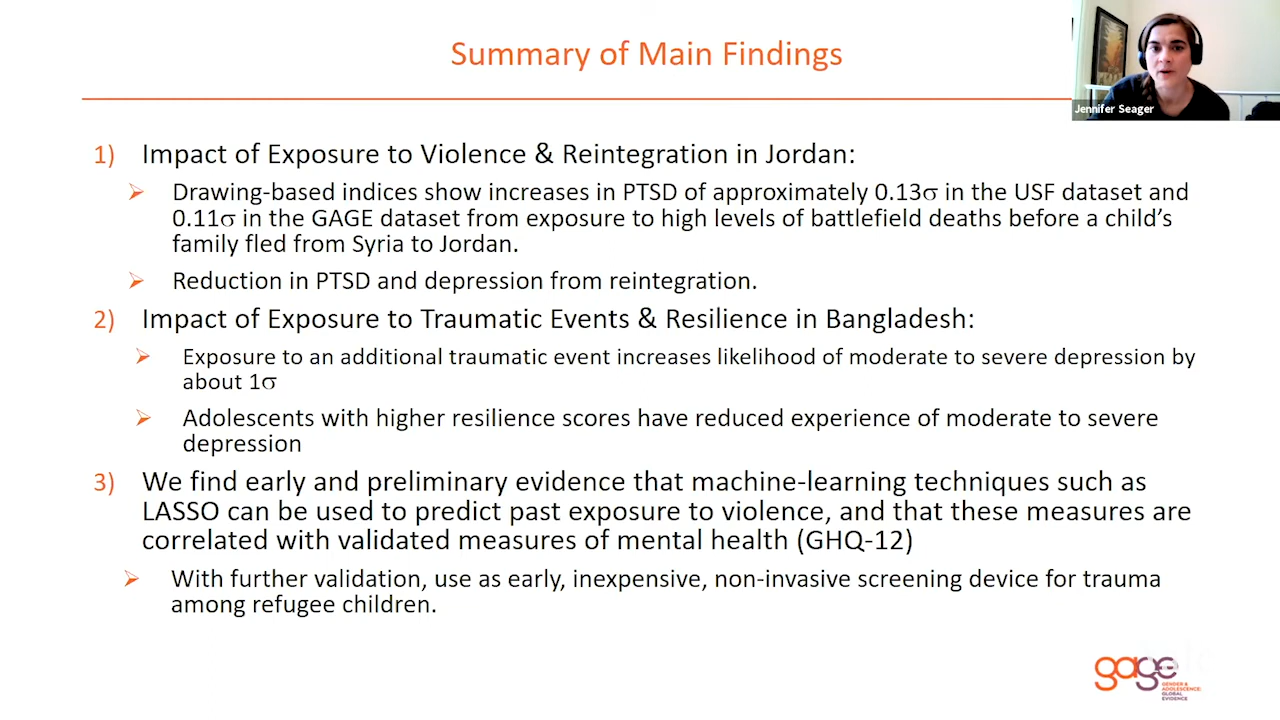 Summary of Main Findings
Jennifer Seager
1) Impact of Exposure to Violence & Reintegration in Jordan:
➢ Drawing-based indices show increases in PTSD of approximately 0.13σ in the USF dataset and
0.11σ in the GAGE dataset from exposure to high levels of battlefield deaths before a child's
family fled from Syria to Jordan.
➢ Reduction in PTSD and depression from reintegration.
2) Impact of Exposure to Traumatic Events & Resilience in Bangladesh:
➢ Exposure to an additional traumatic event increases likelihood of moderate to severe depression by
about 1σ
➢ Adolescents with higher resilience scores have reduced experience of moderate to severe
depression
3) We find early and preliminary evidence that machine-learning techniques such as
LASSO can be used to predict past exposure to violence, and that these measures are
correlated with validated measures of mental health (GHQ-12)
➢ With further validation, use as early, inexpensive, non-invasive screening device for trauma
among refugee children.
gage
GENDER &
ADOLESCENCE:
GLOBAL
EVIDENCE